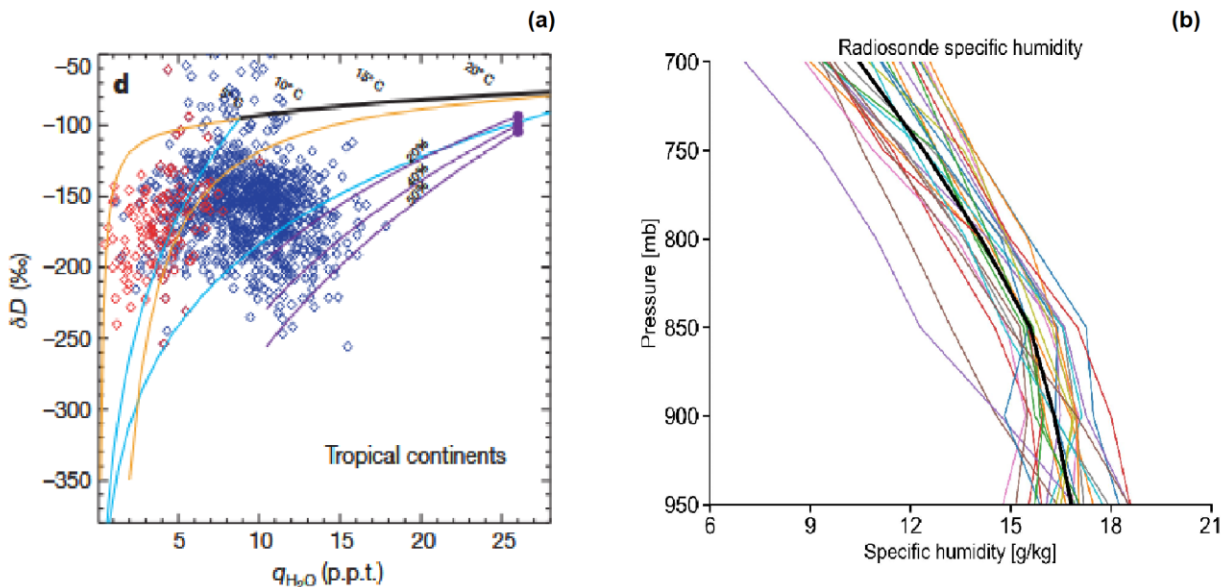 (a)
(b)
d
−50
−100
−150
−200
−250
−300
−350
δD (‰)
10° C
15° C
20° C
20%
40%
Tropical continents
5
10
15
20
25
qH₂O (p.p.t.)
Radiosonde specific humidity
700
750
800
850
900
950
Pressure [mb]
6
9
12
15
18
21
Specific humidity [g/kg]